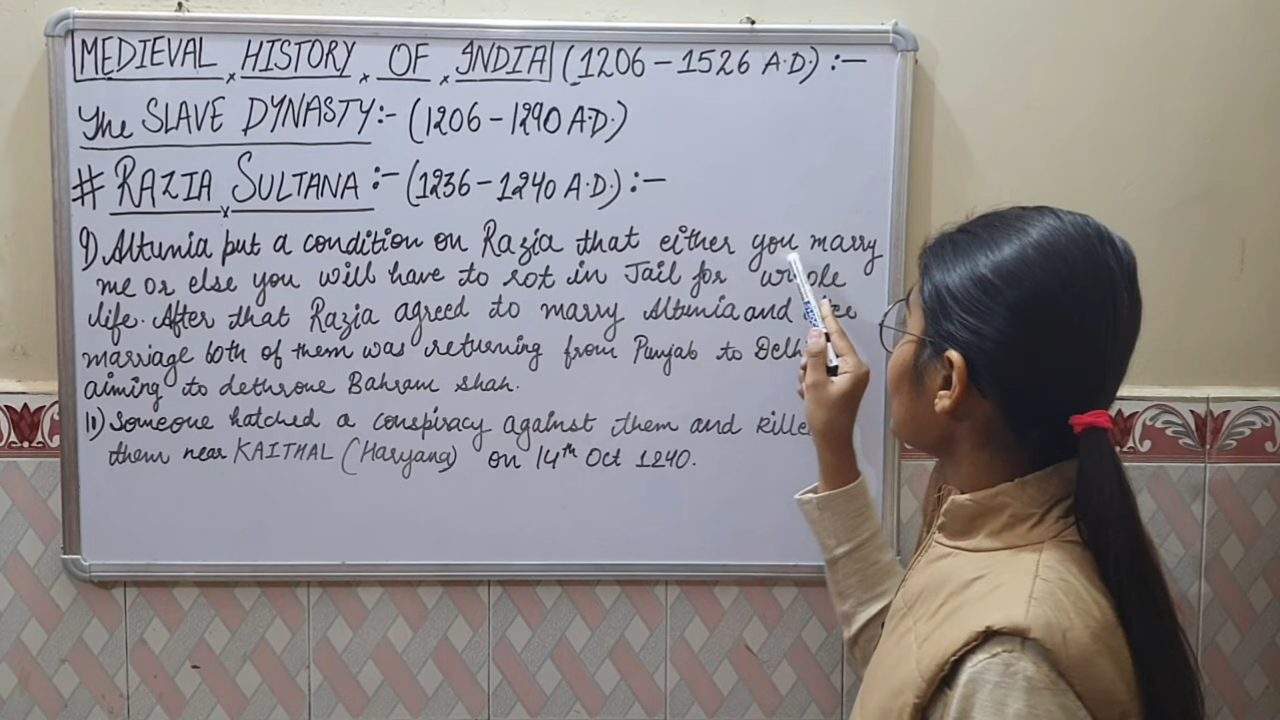 MEDIEVAL × HISTORY × OF × INDIA (1206 – 1526 A.D.) :–
The SLAVE DYNASTY :- (1206 – 1290 A.D.)
# RAZIA × SULTANA :– (1236 – 1240 A.D.) :–
I) Altunia put a condition on Razia that either you marry
me or else you will have to rot in Jail for whole
life. After that Razia agreed to marry Altunia and
marriage both of them was returning from Punjab to
aiming to dethrone Bahram Shah.
II) Someone hatched a conspiracy against them and
them near KAITHAL (Haryana) on 14th Oct 1240.